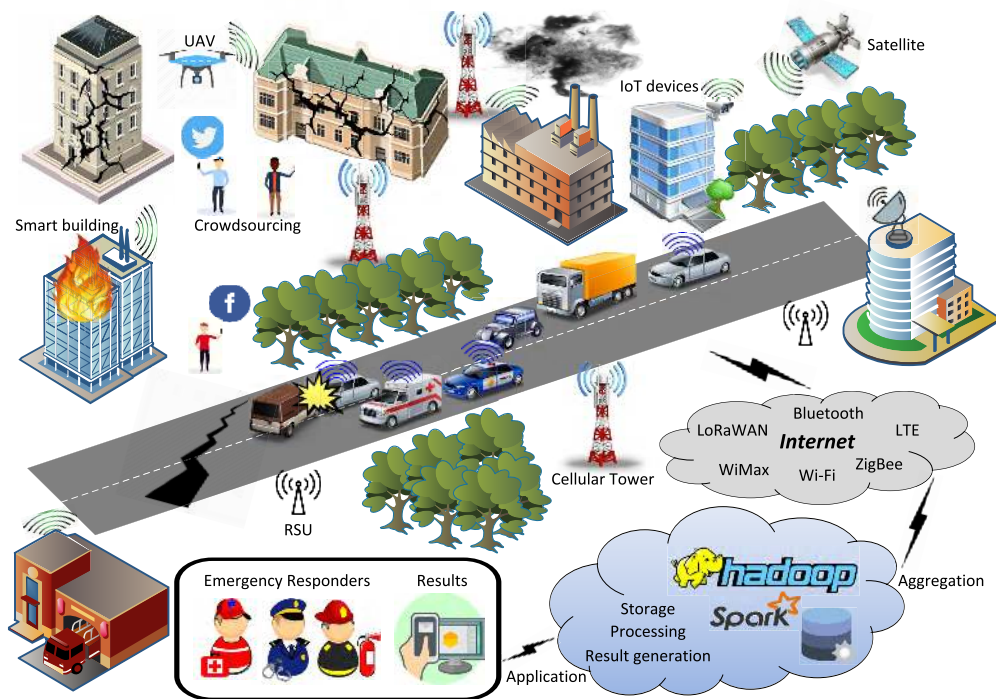 UAV
Satellite
IoT devices
Smart building
Crowdsourcing
f
Bluetooth
LoRaWAN
LTE
Internet
WiMax
Wi-Fi
ZigBee
Cellular Tower
RSU
Emergency Responders
Results
hadoop
Aggregation
Spark
Storage
Processing
Result generation
Application